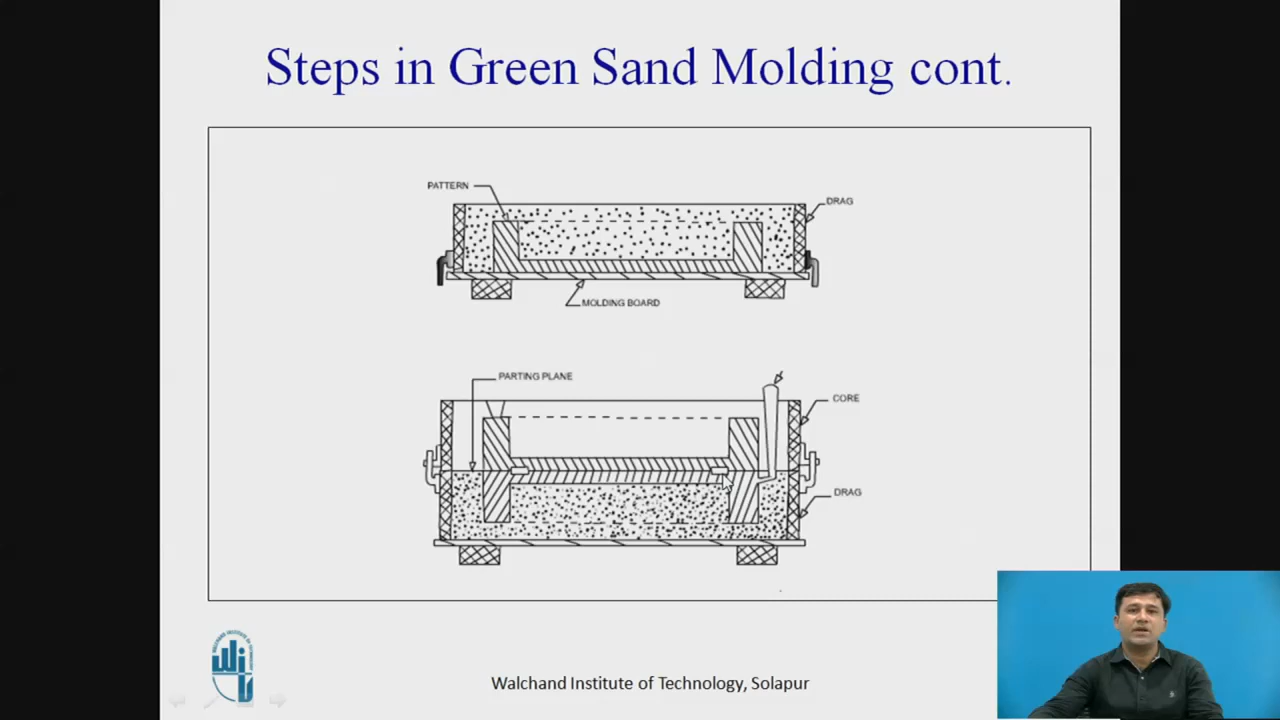 Steps in Green Sand Molding cont.
PATTERN
DRAG
MOLDING BOARD
PARTING PLANE
CORE
DRAG
Walchand Institute of Technology, Solapur